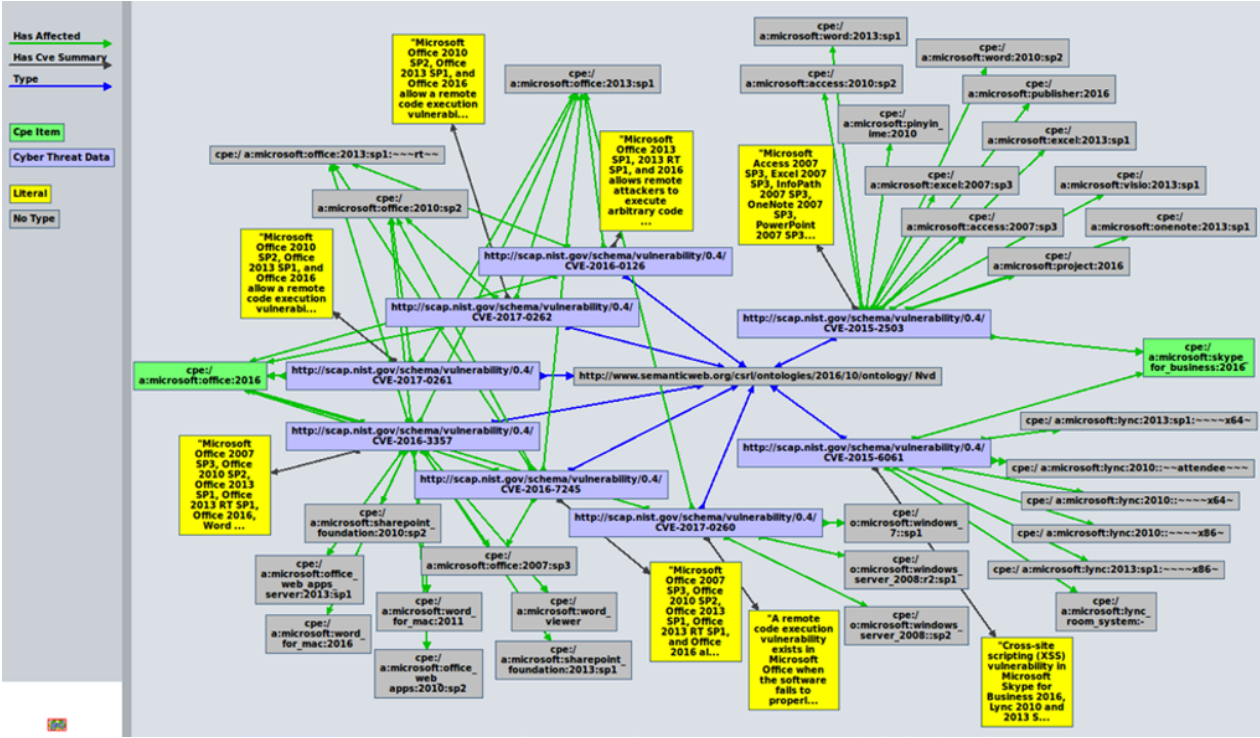 Has Affected
Has Cve Summary
Type
Cpe Item
Cyber Threat Data
Literal
No Type
"Microsoft
Office 2010
SP2, Office
2013 SP1, and
Office 2016
allow a remote
code execution
vulnerabi...
cpe:/
a:microsoft:office:2013:sp1
cpe:/
a:microsoft:word:2013:sp1
cpe:/
a:microsoft:word:2010:sp2
cpe:/
a:microsoft:access:2010:sp2
cpe:/
a:microsoft:publisher:2016
cpe:/
a:microsoft:pinyin_
ime:2010
cpe:/
a:microsoft:excel:2013:sp1
cpe:/ a:microsoft:office:2013:sp1:~~~rt~~
"Microsoft
Office 2013
SP1, 2013 RT
SP1, and 2016
allows remote
attackers to
execute
arbitrary code
...
"Microsoft
Access 2007
SP3, Excel 2007
SP3, InfoPath
2007 SP3,
OneNote 2007
SP3,
PowerPoint
2007 SP3...
cpe:/
a:microsoft:excel:2007:sp3
cpe:/
a:microsoft:visio:2013:sp1
cpe:/
a:microsoft:office:2010:sp2
cpe:/
a:microsoft:access:2007:sp3
cpe:/
a:microsoft:onenote:2013:sp1
"Microsoft
Office 2010
SP2, Office
2013 SP1, and
Office 2016
allow a remote
code execution
vulnerabi...
cpe:/
a:microsoft:project:2016
http://scap.nist.gov/schema/vulnerability/0.4/
CVE-2016-0126
http://scap.nist.gov/schema/vulnerability/0.4/
CVE-2017-0262
http://scap.nist.gov/schema/vulnerability/0.4/
CVE-2015-2503
cpe:/
a:microsoft:skype_
for_business:2016
cpe:/
a:microsoft:office:2016
http://scap.nist.gov/schema/vulnerability/0.4/
CVE-2017-0261
http://www.semanticweb.org/csrl/ontologies/2016/10/ontology/ Nvd
http://scap.nist.gov/schema/vulnerability/0.4/
CVE-2016-3357
cpe:/ a:microsoft:lync:2013:sp1:~~~~x64~
http://scap.nist.gov/schema/vulnerability/0.4/
CVE-2015-6061
cpe:/ a:microsoft:lync:2010::~~attendee~~~
"Microsoft
Office 2007
SP3, Office
2010 SP2,
Office 2013
SP1, Office
2013 RT SP1,
Office 2016,
Word ...
http://scap.nist.gov/schema/vulnerability/0.4/
CVE-2016-7245
cpe:/ a:microsoft:lync:2010::~~~~x64~
http://scap.nist.gov/schema/vulnerability/0.4/
CVE-2017-0260
cpe:/
a:microsoft:sharepoint_
foundation:2010:sp2
cpe:/
o:microsoft:windows_
7::sp1
cpe:/ a:microsoft:lync:2010::~~~~x86~
cpe:/
a:microsoft:office:2007:sp3
cpe:/
o:microsoft:windows_
server_2008:r2:sp1
cpe:/ a:microsoft:lync:2013:sp1:~~~~x86~
cpe:/
a:microsoft:office_
web_apps_
server:2013:sp1
cpe:/
a:microsoft:word_
for_mac:2011
cpe:/
a:microsoft:word_
viewer
cpe:/
o:microsoft:windows_
server_2008::sp2
cpe:/
a:microsoft:lync_
room_system:-
cpe:/
a:microsoft:word_
for_mac:2016
cpe:/
a:microsoft:office_
web_
apps:2010:sp2
cpe:/
a:microsoft:sharepoint_
foundation:2013:sp1
"Microsoft
Office 2007
SP3, Office
2010 SP2,
Office 2013
SP1, Office
2013 RT SP1,
and Office
2016 al...
"A remote
code execution
vulnerability
exists in
Microsoft
Office when
the software
fails to
properl...
"Cross-site
scripting (XSS)
vulnerability in
Microsoft
Skype for
Business 2016,
Lync 2010 and
2013 S...